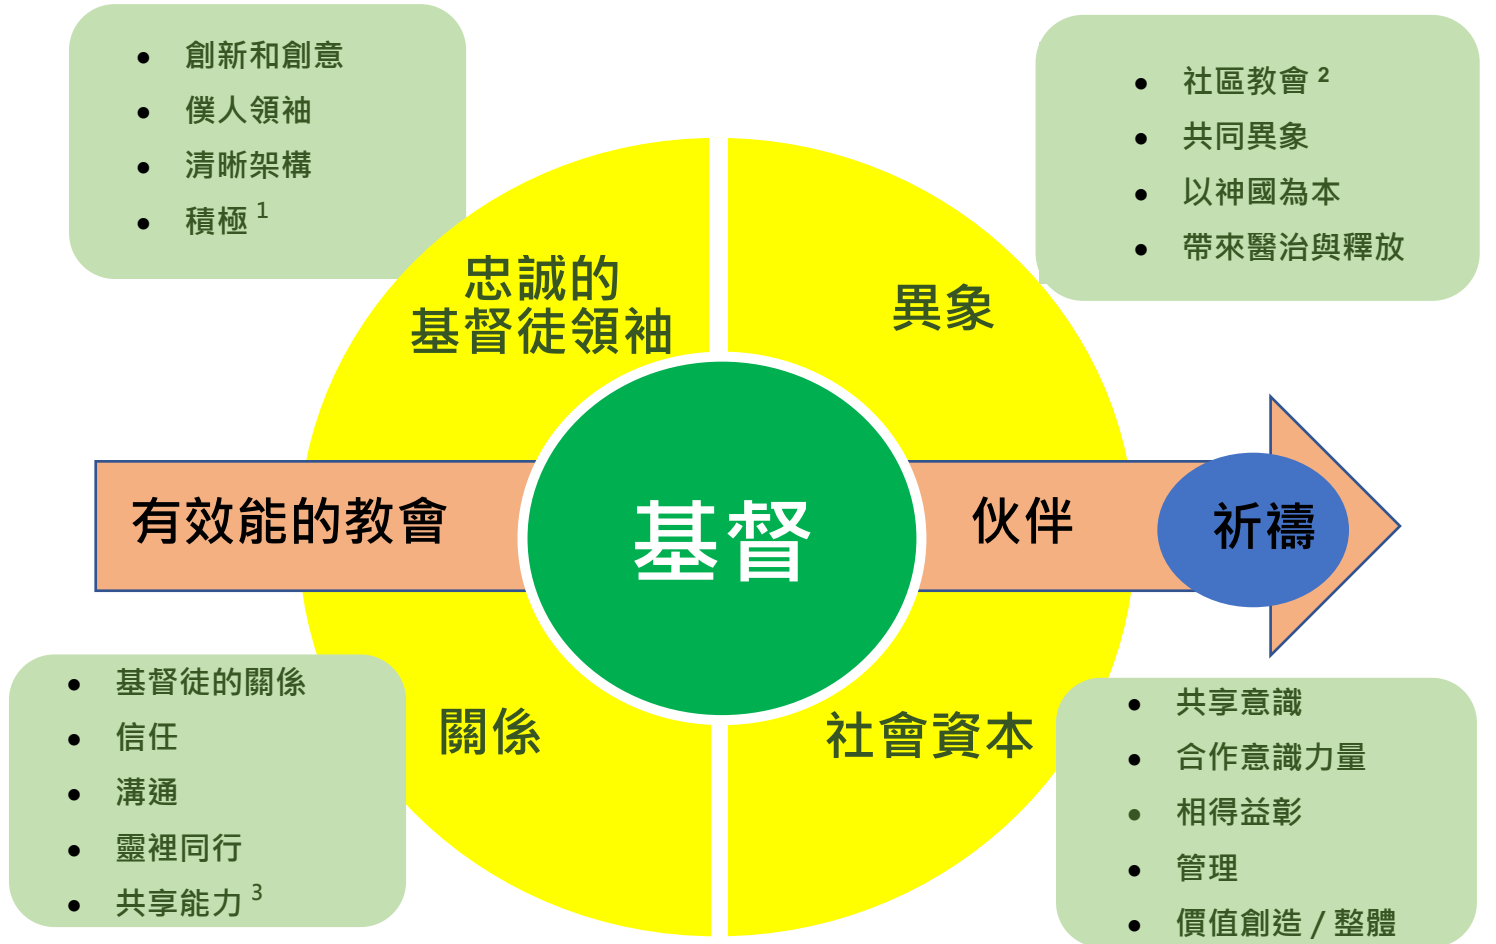 創新和創意
僕人領袖
清晰架構
積極 1
社區教會 2
共同異象
以神國為本
帶來醫治與釋放
忠誠的
基督徒領袖
異象
有效能的教會
基督
伙伴
祈禱
關係
社會資本
基督徒的關係
信任
溝通
靈裡同行
共享能力 3
共享意識
合作意識力量
相得益彰
管理
價值創造 / 整體